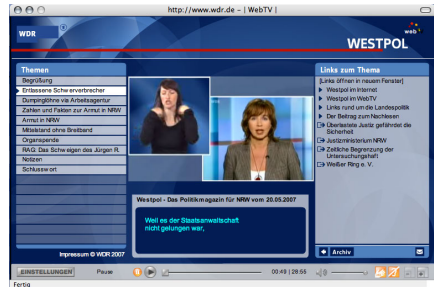 http://www.wdr.de – | WebTV |
WDR
web
WESTPOL
Themen
Begrüßung
Entlassene Schwerverbrecher
Dumpinglöhne via Arbeitsagentur
Zahlen und Fakten zur Armut in NRW
Armut in NRW
Mittelstand ohne Breitband
Organspende
RAG: Das Schweigen des Jürgen R.
Notizen
Schlusswort
Impressum © WDR 2007
Westpol - Das Politikmagazin für NRW vom 20.05.2007
Weil es der Staatsanwaltschaft
nicht gelungen war,
Links zum Thema
[Links öffnen in neuem Fenster]
Westpol im Internet
Westpol im WebTV
Links rund um die Landespolitik
Der Beitrag zum Nachlesen
Überlastete Justiz gefährdet die
Sicherheit
Justizministerium NRW
Zeitliche Begrenzung der
Untersuchungshaft
Weißer Ring e. V.
Archiv
EINSTELLUNGEN
Pause
00:49 | 28:55
Fertig